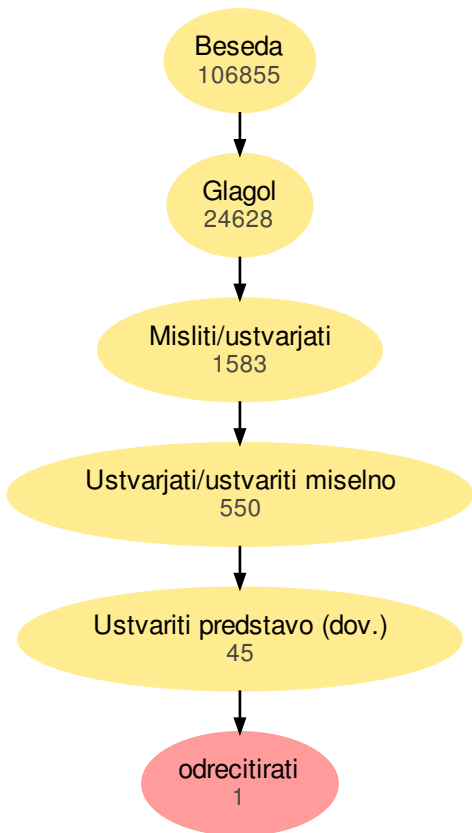 Beseda
106855
Glagol
24628
Misliti/ustvarjati
1583
Ustvarjati/ustvariti miselno
550
Ustvariti predstavo (dov.)
45
odrecitirati
1